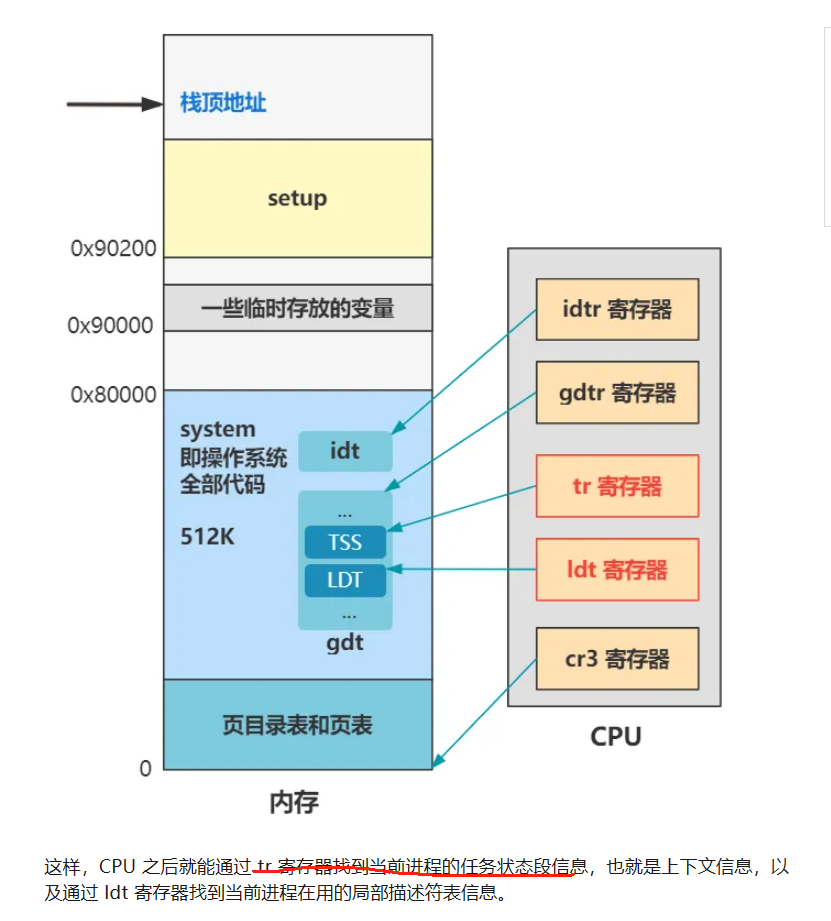 栈顶地址
setup
0x90200
一些临时存放的变量
0x90000
0x80000
system
即操作系统
全部代码
512K
idt
...
TSS
LDT
...
gdt
页目录表和页表
0
内存
idtr 寄存器
gdtr 寄存器
tr 寄存器
ldt 寄存器
cr3 寄存器
CPU
这样，CPU 之后就能通过 tr 寄存器找到当前进程的任务状态段信息，也就是上下文信息，以
及通过 ldt 寄存器找到当前进程在用的局部描述符表信息。